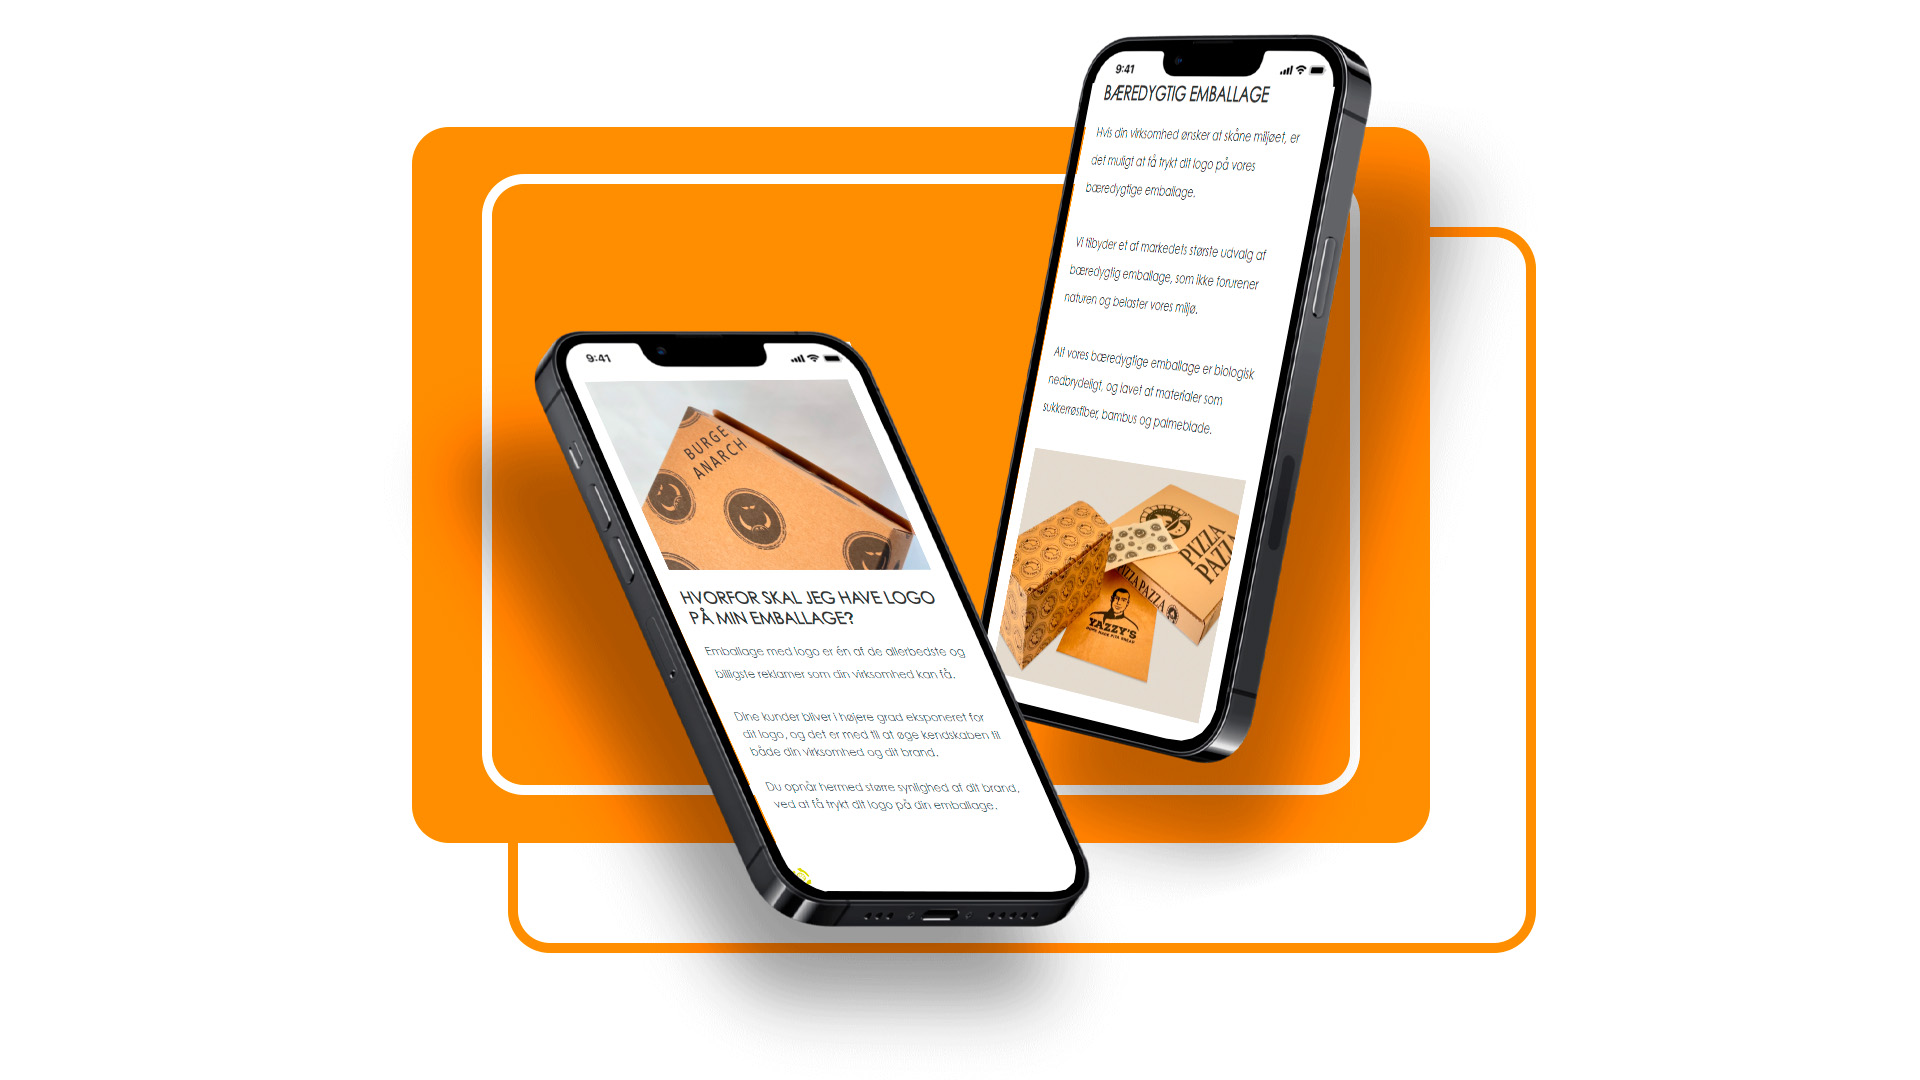 9:41
BÆREDYGTIG EMBALLAGE
Hvis din virksomhed ønsker at skåne miljøet, er
det muligt at få trykt dit logo på vores
bæredygtige emballage.
Vi tilbyder et af markedets største udvalg af
bæredygtig emballage, som ikke forurener
naturen og belaster vores miljø.
Alt vores bæredygtige emballage er biologisk
nedbrydeligt, og lavet af materialer som
sukkerrøsfiber, bambus og palmeblade.
PIZZA
PAZZ
PIZZA PAZZA
YAZZY'S
9:41
BURGE
ANARCH
HVORFOR SKAL JEG HAVE LOGO
PÅ MIN EMBALLAGE?
Emballage med logo er én af de allerbedste og
billigste reklamer som din virksomhed kan få.
Dine kunder bliver i højere grad eksponeret for
dit logo, og det er med til at øge kendskaben til
både din virksomhed og dit brand.
Du opnår hermed større synlighed af dit brand,
ved at få trykt dit logo på din emballage.